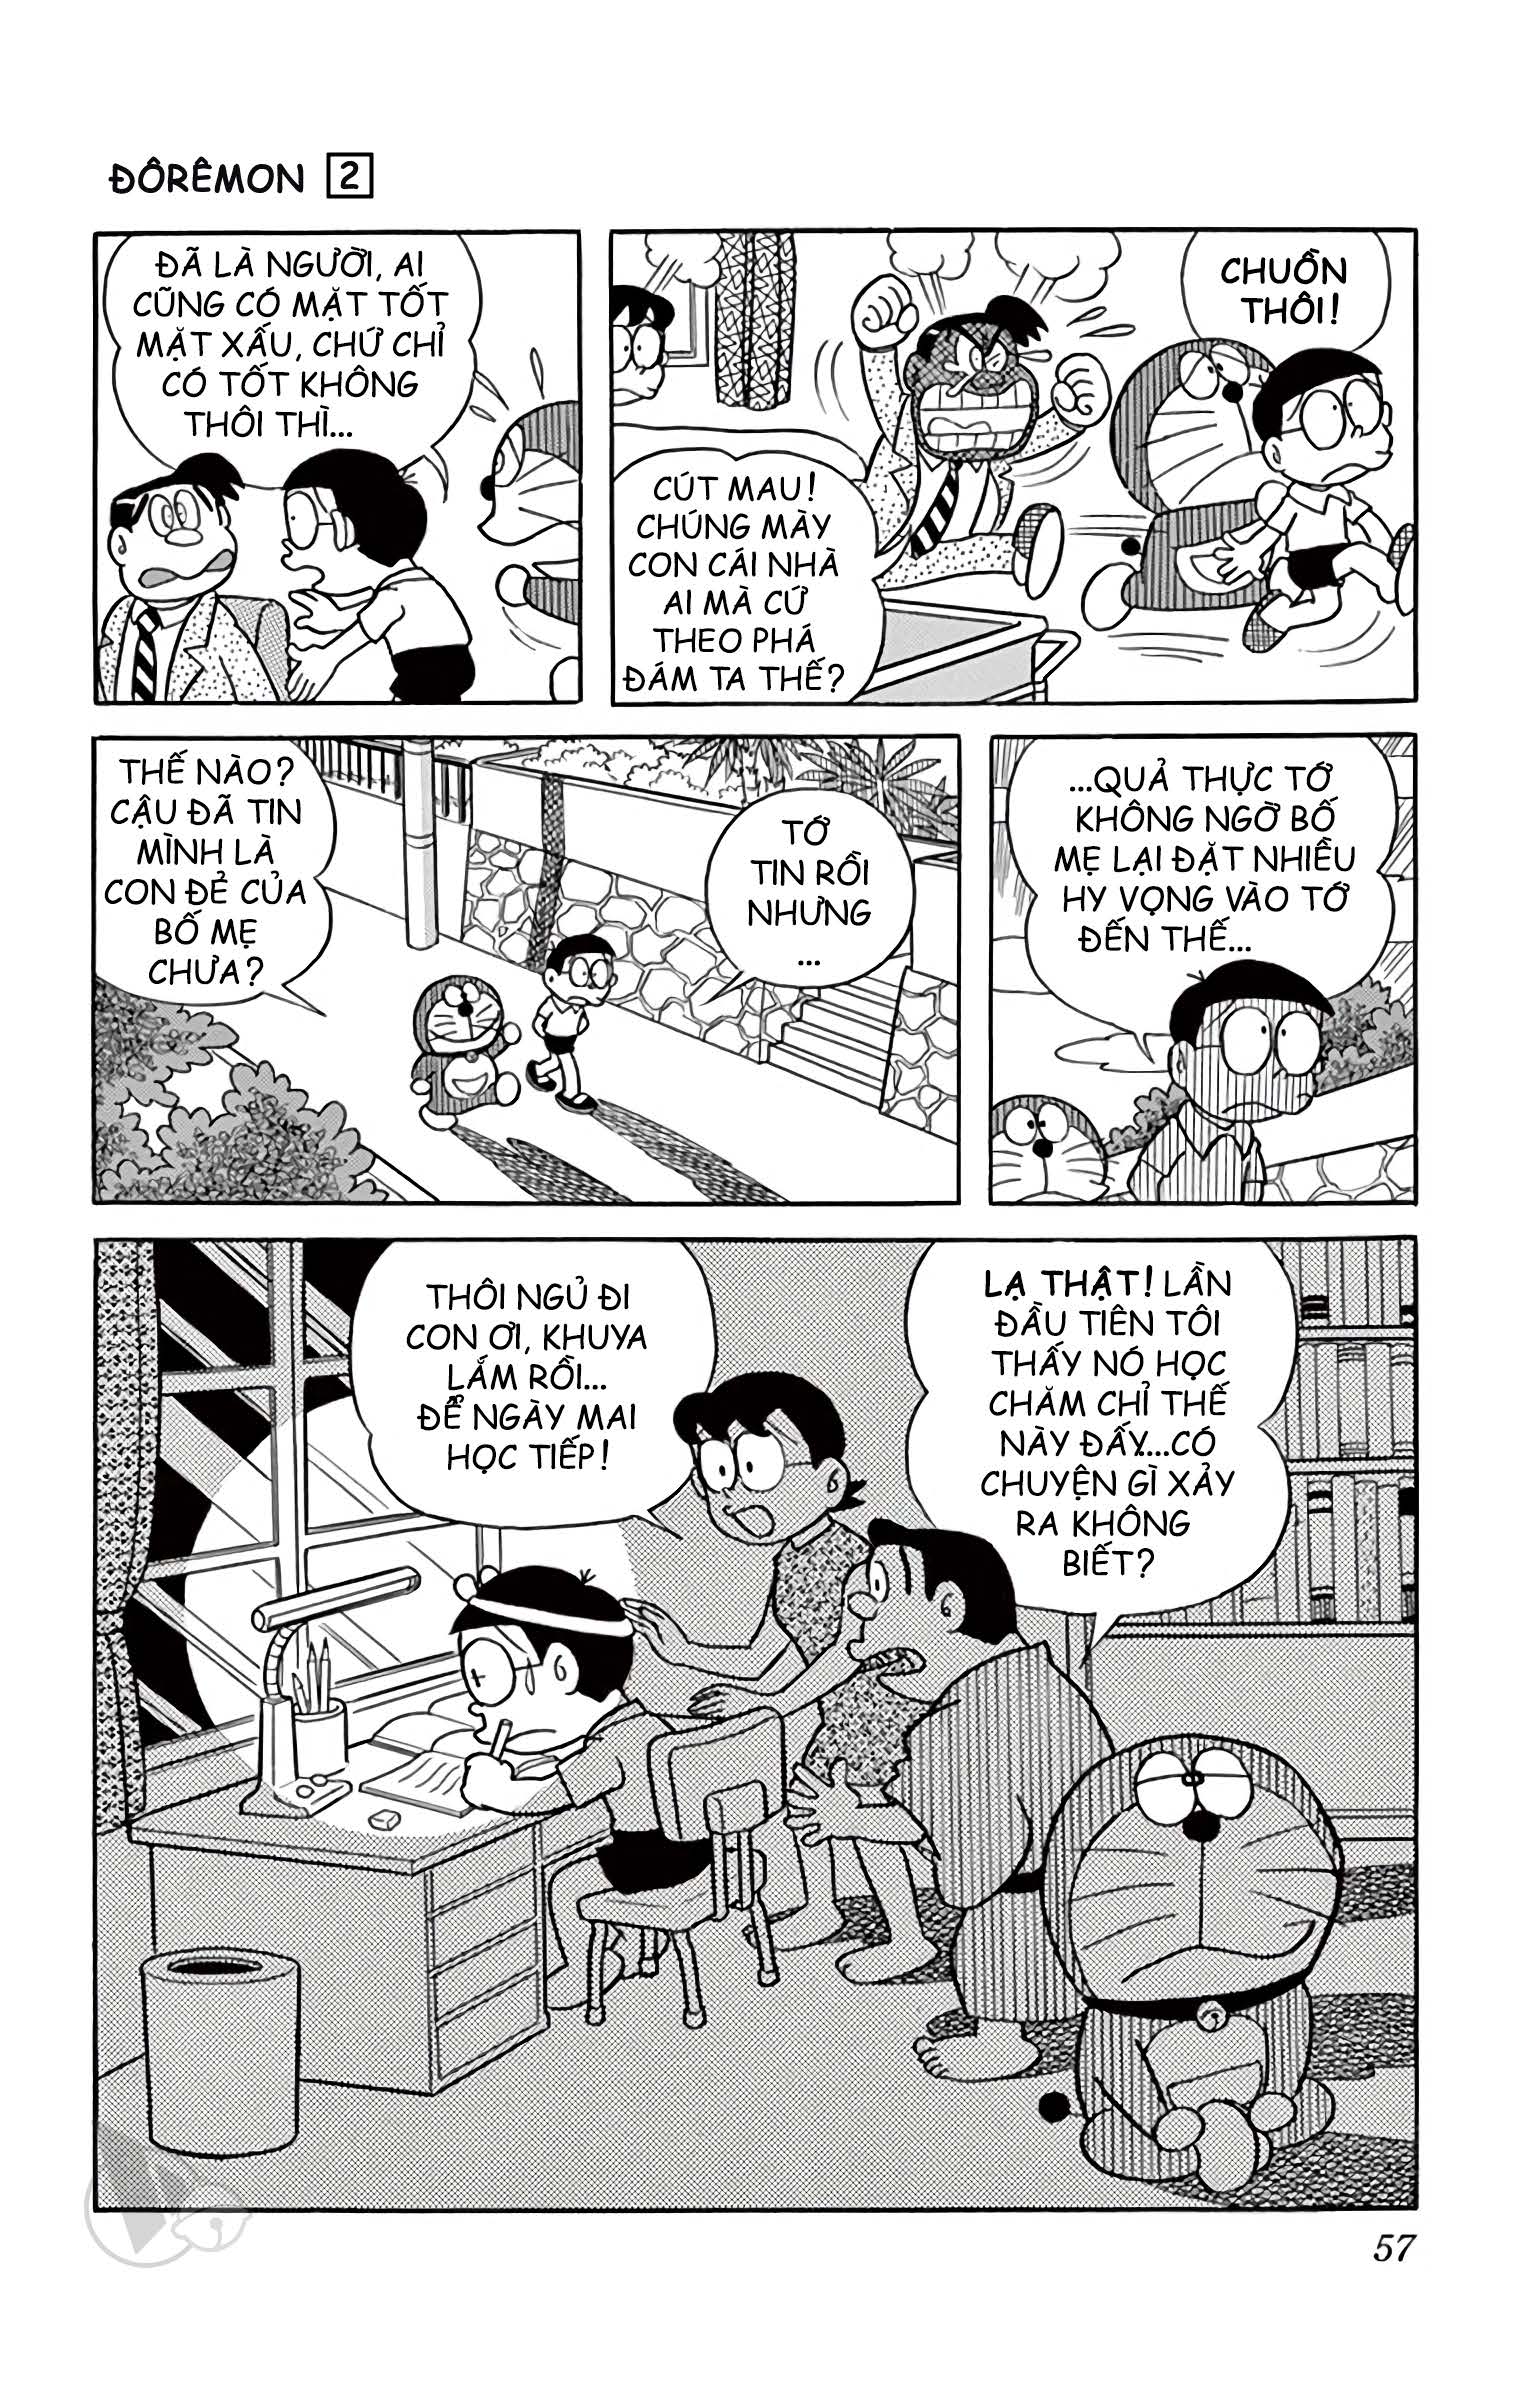 ĐÔRÊMON 2
ĐÃ LÀ NGƯỜI, AI
CŨNG CÓ MẶT TỐT
MẶT XẤU, CHỨ CHỈ
CÓ TỐT KHÔNG
THÔI THÌ...
CHUỒN
THÔI!
CÚT MAU!
CHÚNG MÀY
CON CÁI NHÀ
AI MÀ CỨ
THEO PHÁ
ĐÁM TA THẾ?
THẾ NÀO?
CẬU ĐÃ TIN
MÌNH LÀ
CON ĐẺ CỦA
BỐ MẸ
CHƯA?
TỚ
TIN RỒI
NHƯNG
...
...QUẢ THỰC TỚ
KHÔNG NGỜ BỐ
MẸ LẠI ĐẶT NHIỀU
HY VỌNG VÀO TỚ
ĐẾN THẾ...
THÔI NGỦ ĐI
CON ƠI, KHUYA
LẮM RỒI...
ĐỂ NGÀY MAI
HỌC TIẾP!
LẠ THẬT! LẦN
ĐẦU TIÊN TÔI
THẤY NÓ HỌC
CHĂM CHỈ THẾ
NÀY ĐẤY....CÓ
CHUYỆN GÌ XẢY
RA KHÔNG
BIẾT?
57